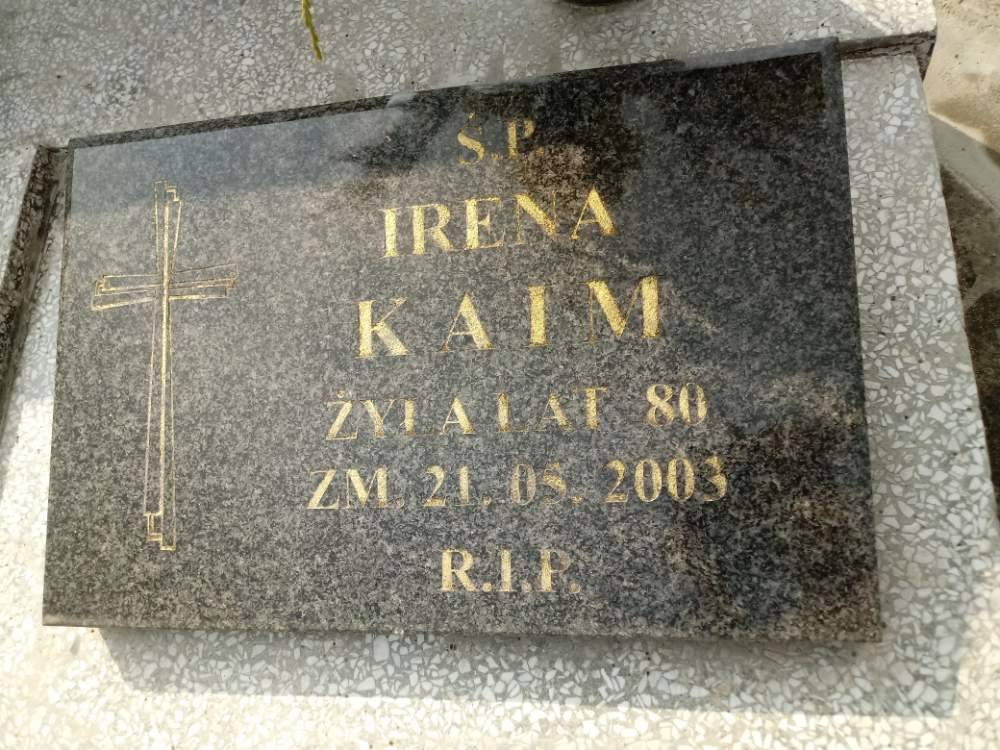 Ś.P.
IRENA
KAIM
ŻYŁA LAT 80
ZM. 21. 05. 2003
R.I.P.